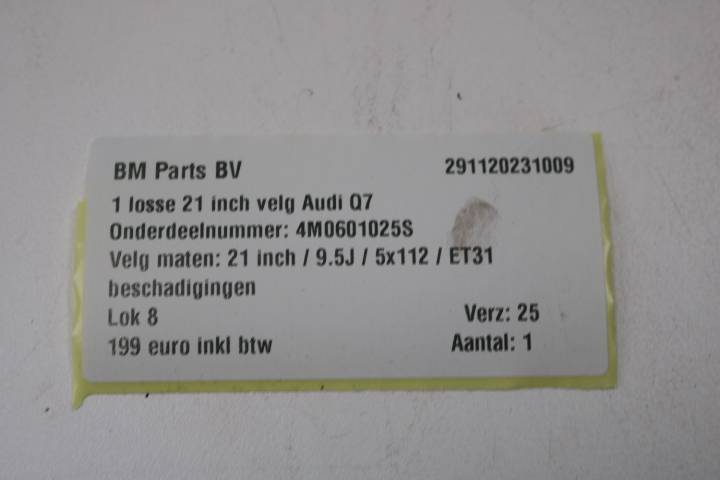 BM Parts BV 291120231009
1 losse 21 inch velg Audi Q7
Onderdeelnummer: 4M0601025S
Velg maten: 21 inch / 9.5J / 5x112 / ET31
beschadigingen
Lok 8 Verz: 25
199 euro inkl btw Aantal: 1